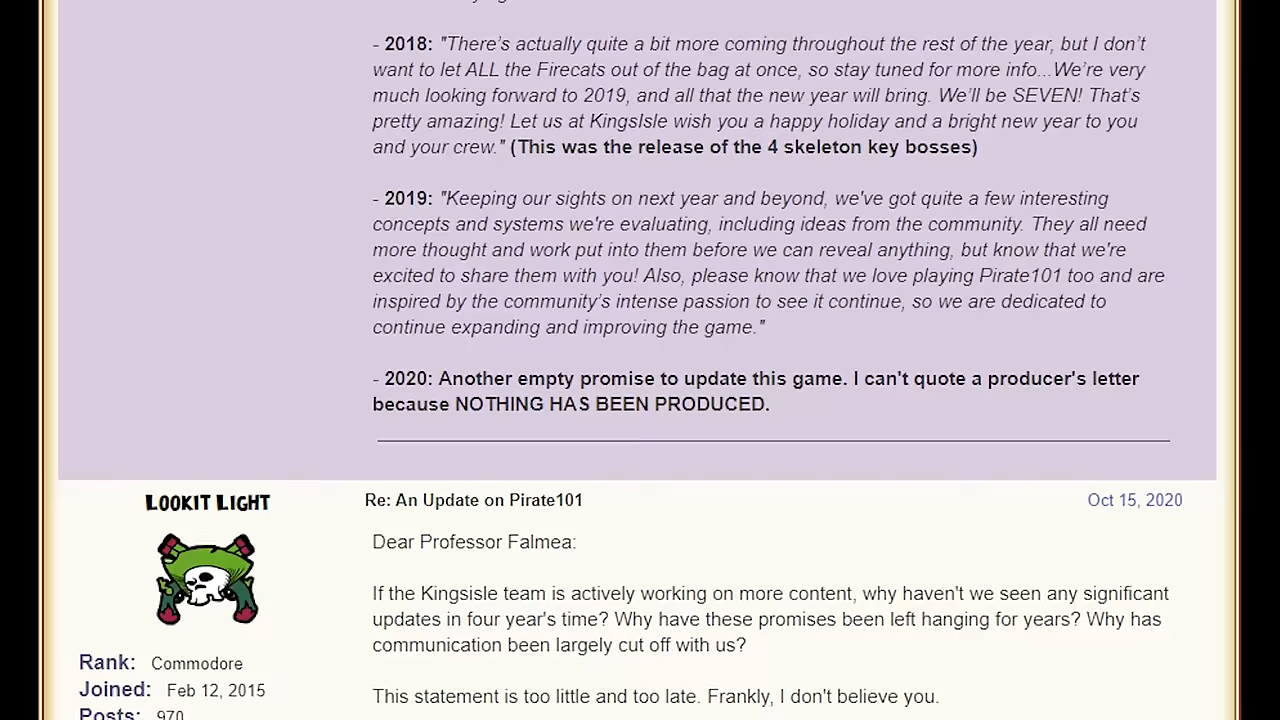 - 2018: "There's actually quite a bit more coming throughout the rest of the year, but I don't
want to let ALL the Firecats out of the bag at once, so stay tuned for more info...We're very
much looking forward to 2019, and all that the new year will bring. We'll be SEVEN! That's
pretty amazing! Let us at KingsIsle wish you a happy holiday and a bright new year to you
and your crew." (This was the release of the 4 skeleton key bosses)
- 2019: "Keeping our sights on next year and beyond, we've got quite a few interesting
concepts and systems we're evaluating, including ideas from the community. They all need
more thought and work put into them before we can reveal anything, but know that we're
excited to share them with you! Also, please know that we love playing Pirate101 too and are
inspired by the community's intense passion to see it continue, so we are dedicated to
continue expanding and improving the game."
- 2020: Another empty promise to update this game. I can't quote a producer's letter
because NOTHING HAS BEEN PRODUCED.
LOOKIT LIGHT
Re: An Update on Pirate101
Oct 15, 2020
Dear Professor Falmea:
If the Kingsisle team is actively working on more content, why haven't we seen any significant
updates in four year's time? Why have these promises been left hanging for years? Why has
communication been largely cut off with us?
This statement is too little and too late. Frankly, I don't believe you.
Rank: Commodore
Joined: Feb 12, 2015
Posts: 970